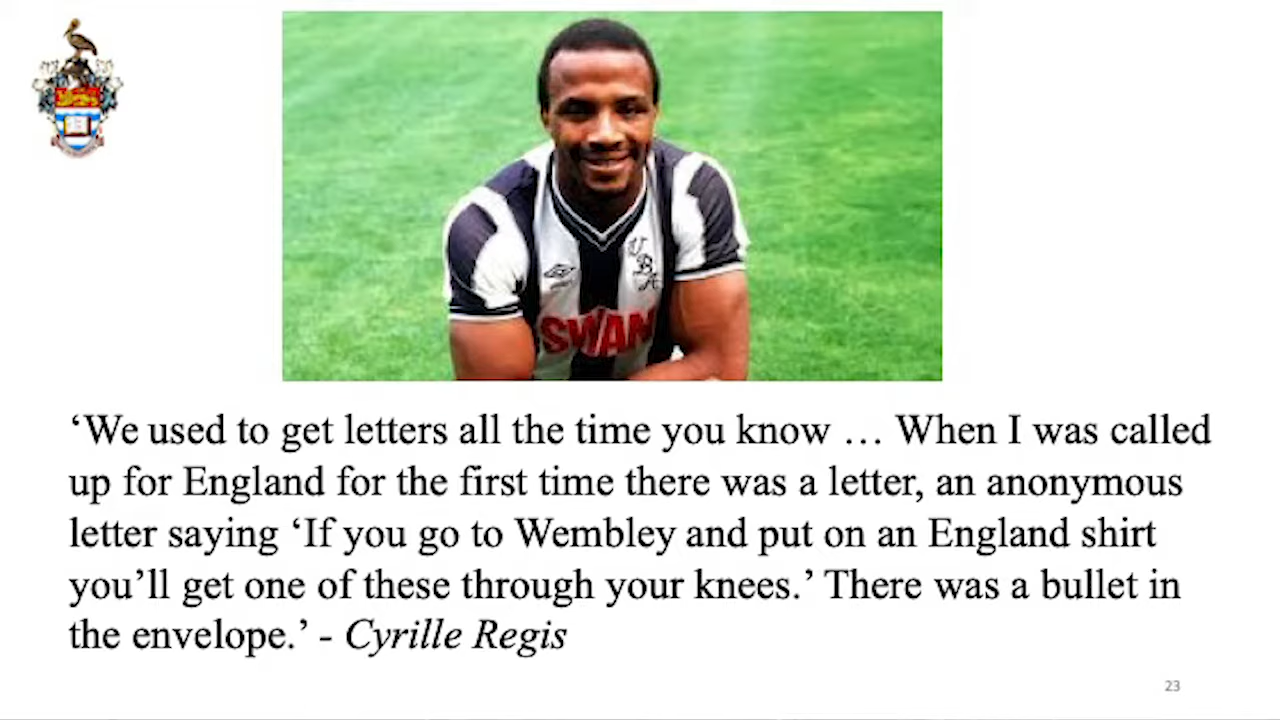 UBA
SWAN
‘We used to get letters all the time you know … When I was called
up for England for the first time there was a letter, an anonymous
letter saying ‘If you go to Wembley and put on an England shirt
you’ll get one of these through your knees.’ There was a bullet in
the envelope.’ - Cyrille Regis
23